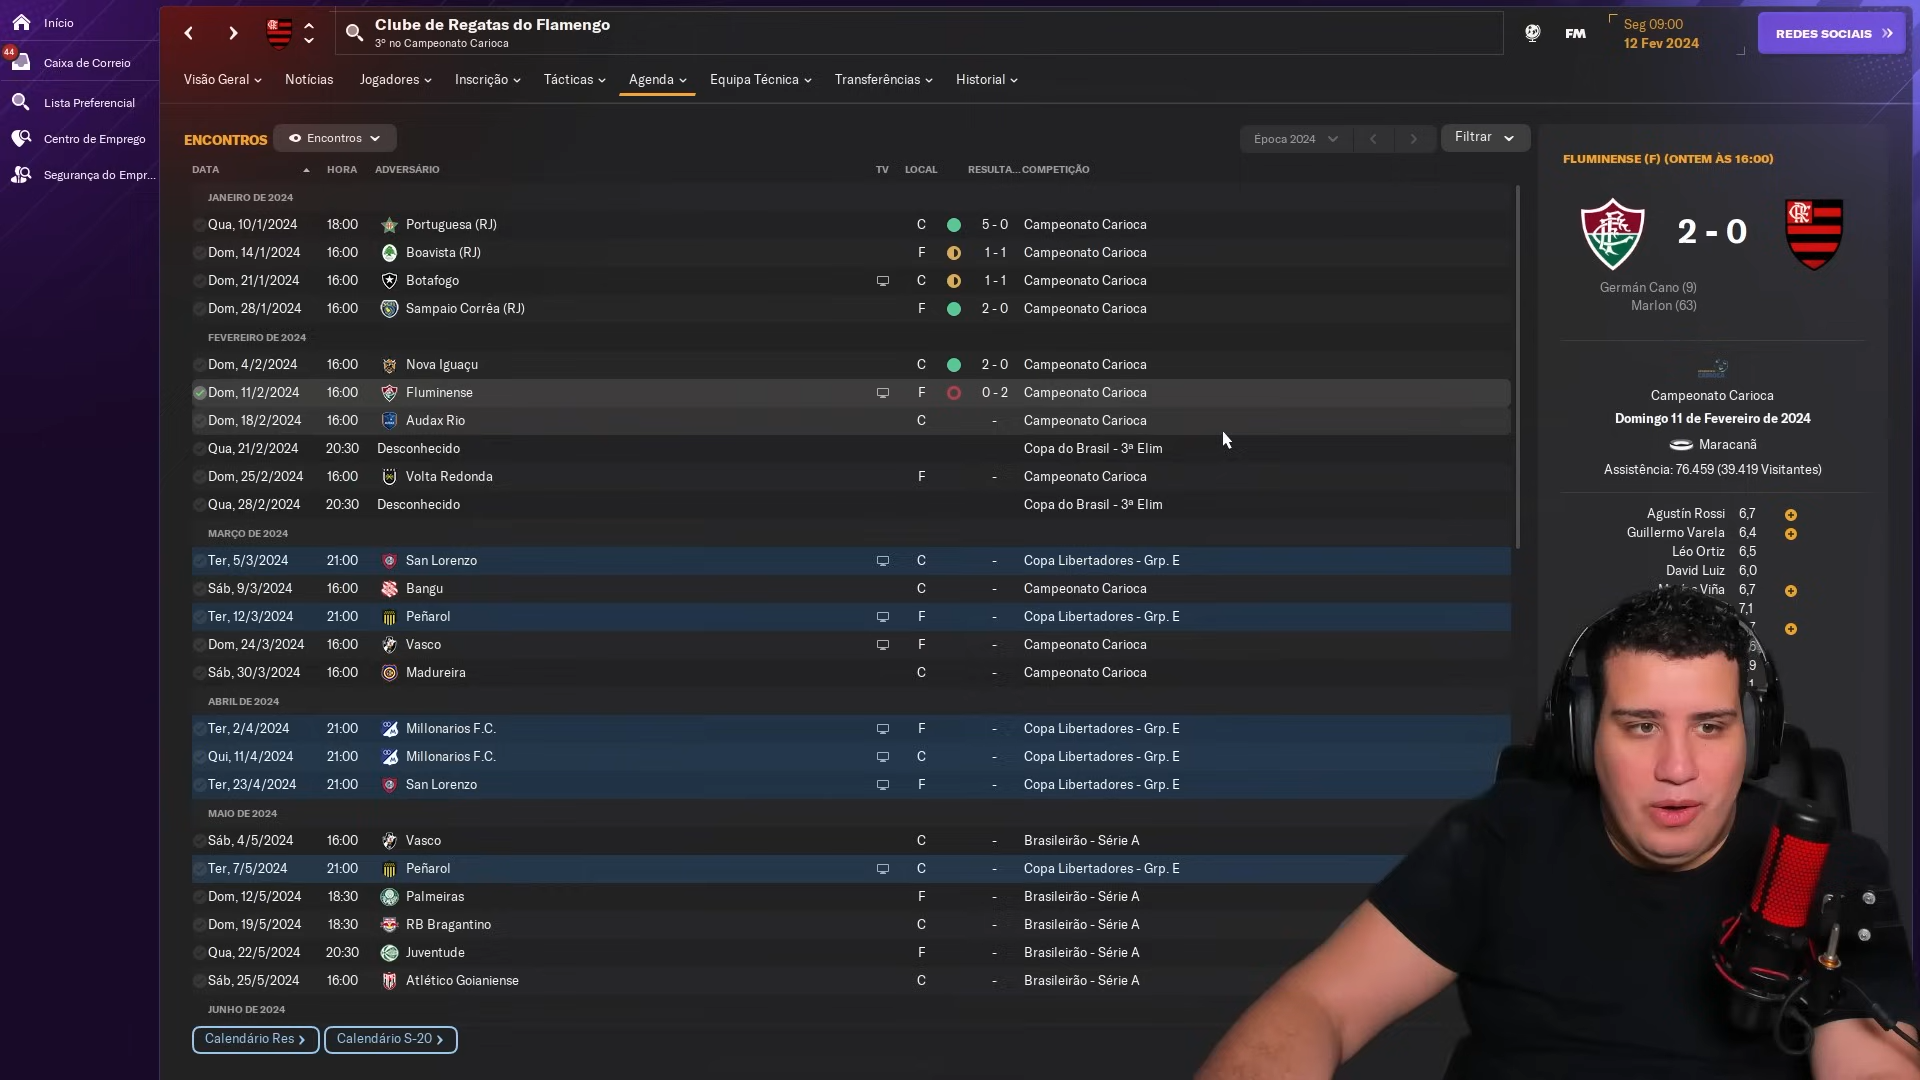 Início
44
Caixa de Correio
Lista Preferencial
Centro de Emprego
Segurança do Empr...
Clube de Regatas do Flamengo
3º no Campeonato Carioca
FM
Seg 09:00
12 Fev 2024
REDES SOCIAIS
Visão Geral
Notícias
Jogadores
Inscrição
Tácticas
Agenda
Equipa Técnica
Transferências
Historial
ENCONTROS
Encontros
Época 2024
Filtrar
DATA HORA ADVERSÁRIO TV LOCAL RESULTA... COMPETIÇÃO
JANEIRO DE 2024
Qua, 10/1/2024 18:00 Portuguesa (RJ) C 5 - 0 Campeonato Carioca
Dom, 14/1/2024 16:00 Boavista (RJ) F 1 - 1 Campeonato Carioca
Dom, 21/1/2024 16:00 Botafogo C 1 - 1 Campeonato Carioca
Dom, 28/1/2024 16:00 Sampaio Corrêa (RJ) F 2 - 0 Campeonato Carioca
FEVEREIRO DE 2024
Dom, 4/2/2024 16:00 Nova Iguaçu C 2 - 0 Campeonato Carioca
Dom, 11/2/2024 16:00 Fluminense F 0 - 2 Campeonato Carioca
Dom, 18/2/2024 16:00 Audax Rio C - Campeonato Carioca
Qua, 21/2/2024 20:30 Desconhecido Copa do Brasil - 3ª Elim
Dom, 25/2/2024 16:00 Volta Redonda F - Campeonato Carioca
Qua, 28/2/2024 20:30 Desconhecido Copa do Brasil - 3ª Elim
MARÇO DE 2024
Ter, 5/3/2024 21:00 San Lorenzo C - Copa Libertadores - Grp. E
Sáb, 9/3/2024 16:00 Bangu C - Campeonato Carioca
Ter, 12/3/2024 21:00 Peñarol F - Copa Libertadores - Grp. E
Dom, 24/3/2024 16:00 Vasco F - Campeonato Carioca
Sáb, 30/3/2024 16:00 Madureira C - Campeonato Carioca
ABRIL DE 2024
Ter, 2/4/2024 21:00 Millonarios F.C. F - Copa Libertadores - Grp. E
Qui, 11/4/2024 21:00 Millonarios F.C. C - Copa Libertadores - Grp. E
Ter, 23/4/2024 21:00 San Lorenzo F - Copa Libertadores - Grp. E
MAIO DE 2024
Sáb, 4/5/2024 16:00 Vasco C - Brasileirão - Série A
Ter, 7/5/2024 21:00 Peñarol C - Copa Libertadores - Grp. E
Dom, 12/5/2024 18:30 Palmeiras F - Brasileirão - Série A
Dom, 19/5/2024 18:30 RB Bragantino C - Brasileirão - Série A
Qua, 22/5/2024 20:30 Juventude F - Brasileirão - Série A
Sáb, 25/5/2024 16:00 Atlético Goianiense C - Brasileirão - Série A
JUNHO DE 2024
Calendário Res
Calendário S-20
FLUMINENSE (F) (ONTEM ÀS 16:00)
2 - 0
Germán Cano (9)
Marlon (63)
Campeonato Carioca
Domingo 11 de Fevereiro de 2024
Maracanã
Assistência: 76.459 (39.419 Visitantes)
Agustín Rossi 6,7
Guillermo Varela 6,4
Léo Ortiz 6,5
David Luiz 6,0
Viña 6,7
7,1